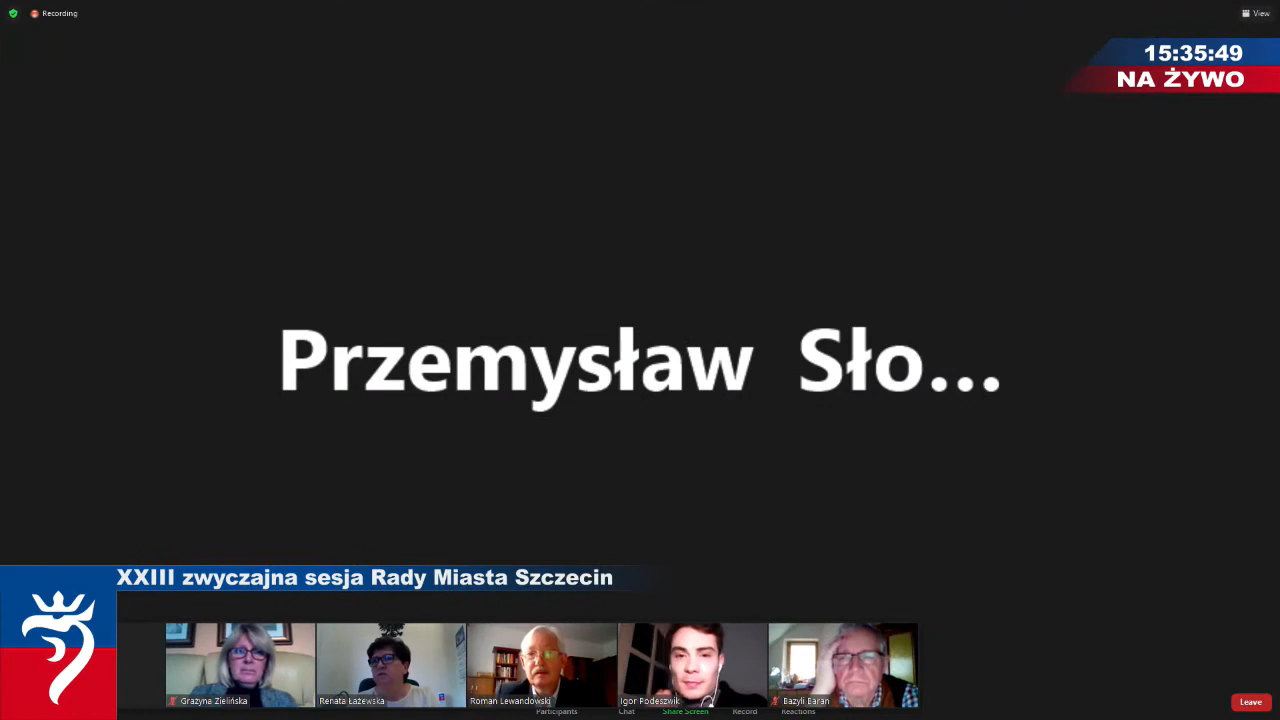 Recording
View
15:35:49
NA ŻYWO
Przemysław Sło...
XXIII zwyczajna sesja Rady Miasta Szczecin
Grażyna Zielińska
Renata Łażewska
Roman Lewandowski
Igor Podeszwik
Bazyli Baran
Participants
Chat
Share Screen
Record
Reactions
Leave